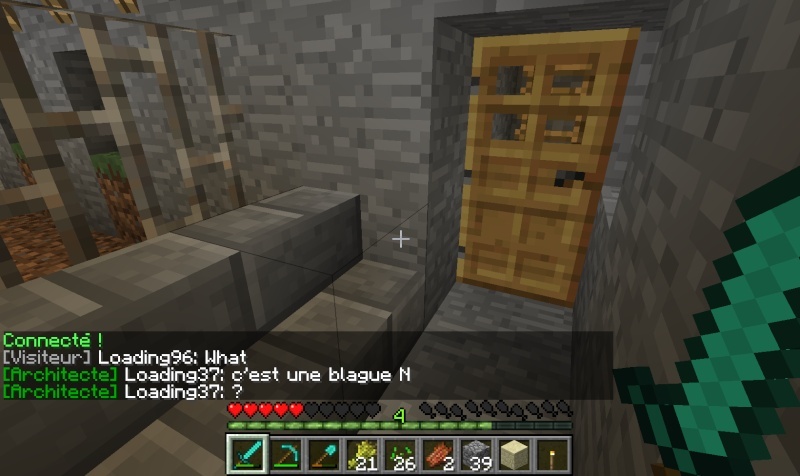 Connecté !
[Visiteur] Loading96: What
[Architecte] Loading37: c'est une blague N
[Architecte] Loading37: ?
4
21 26 2 39